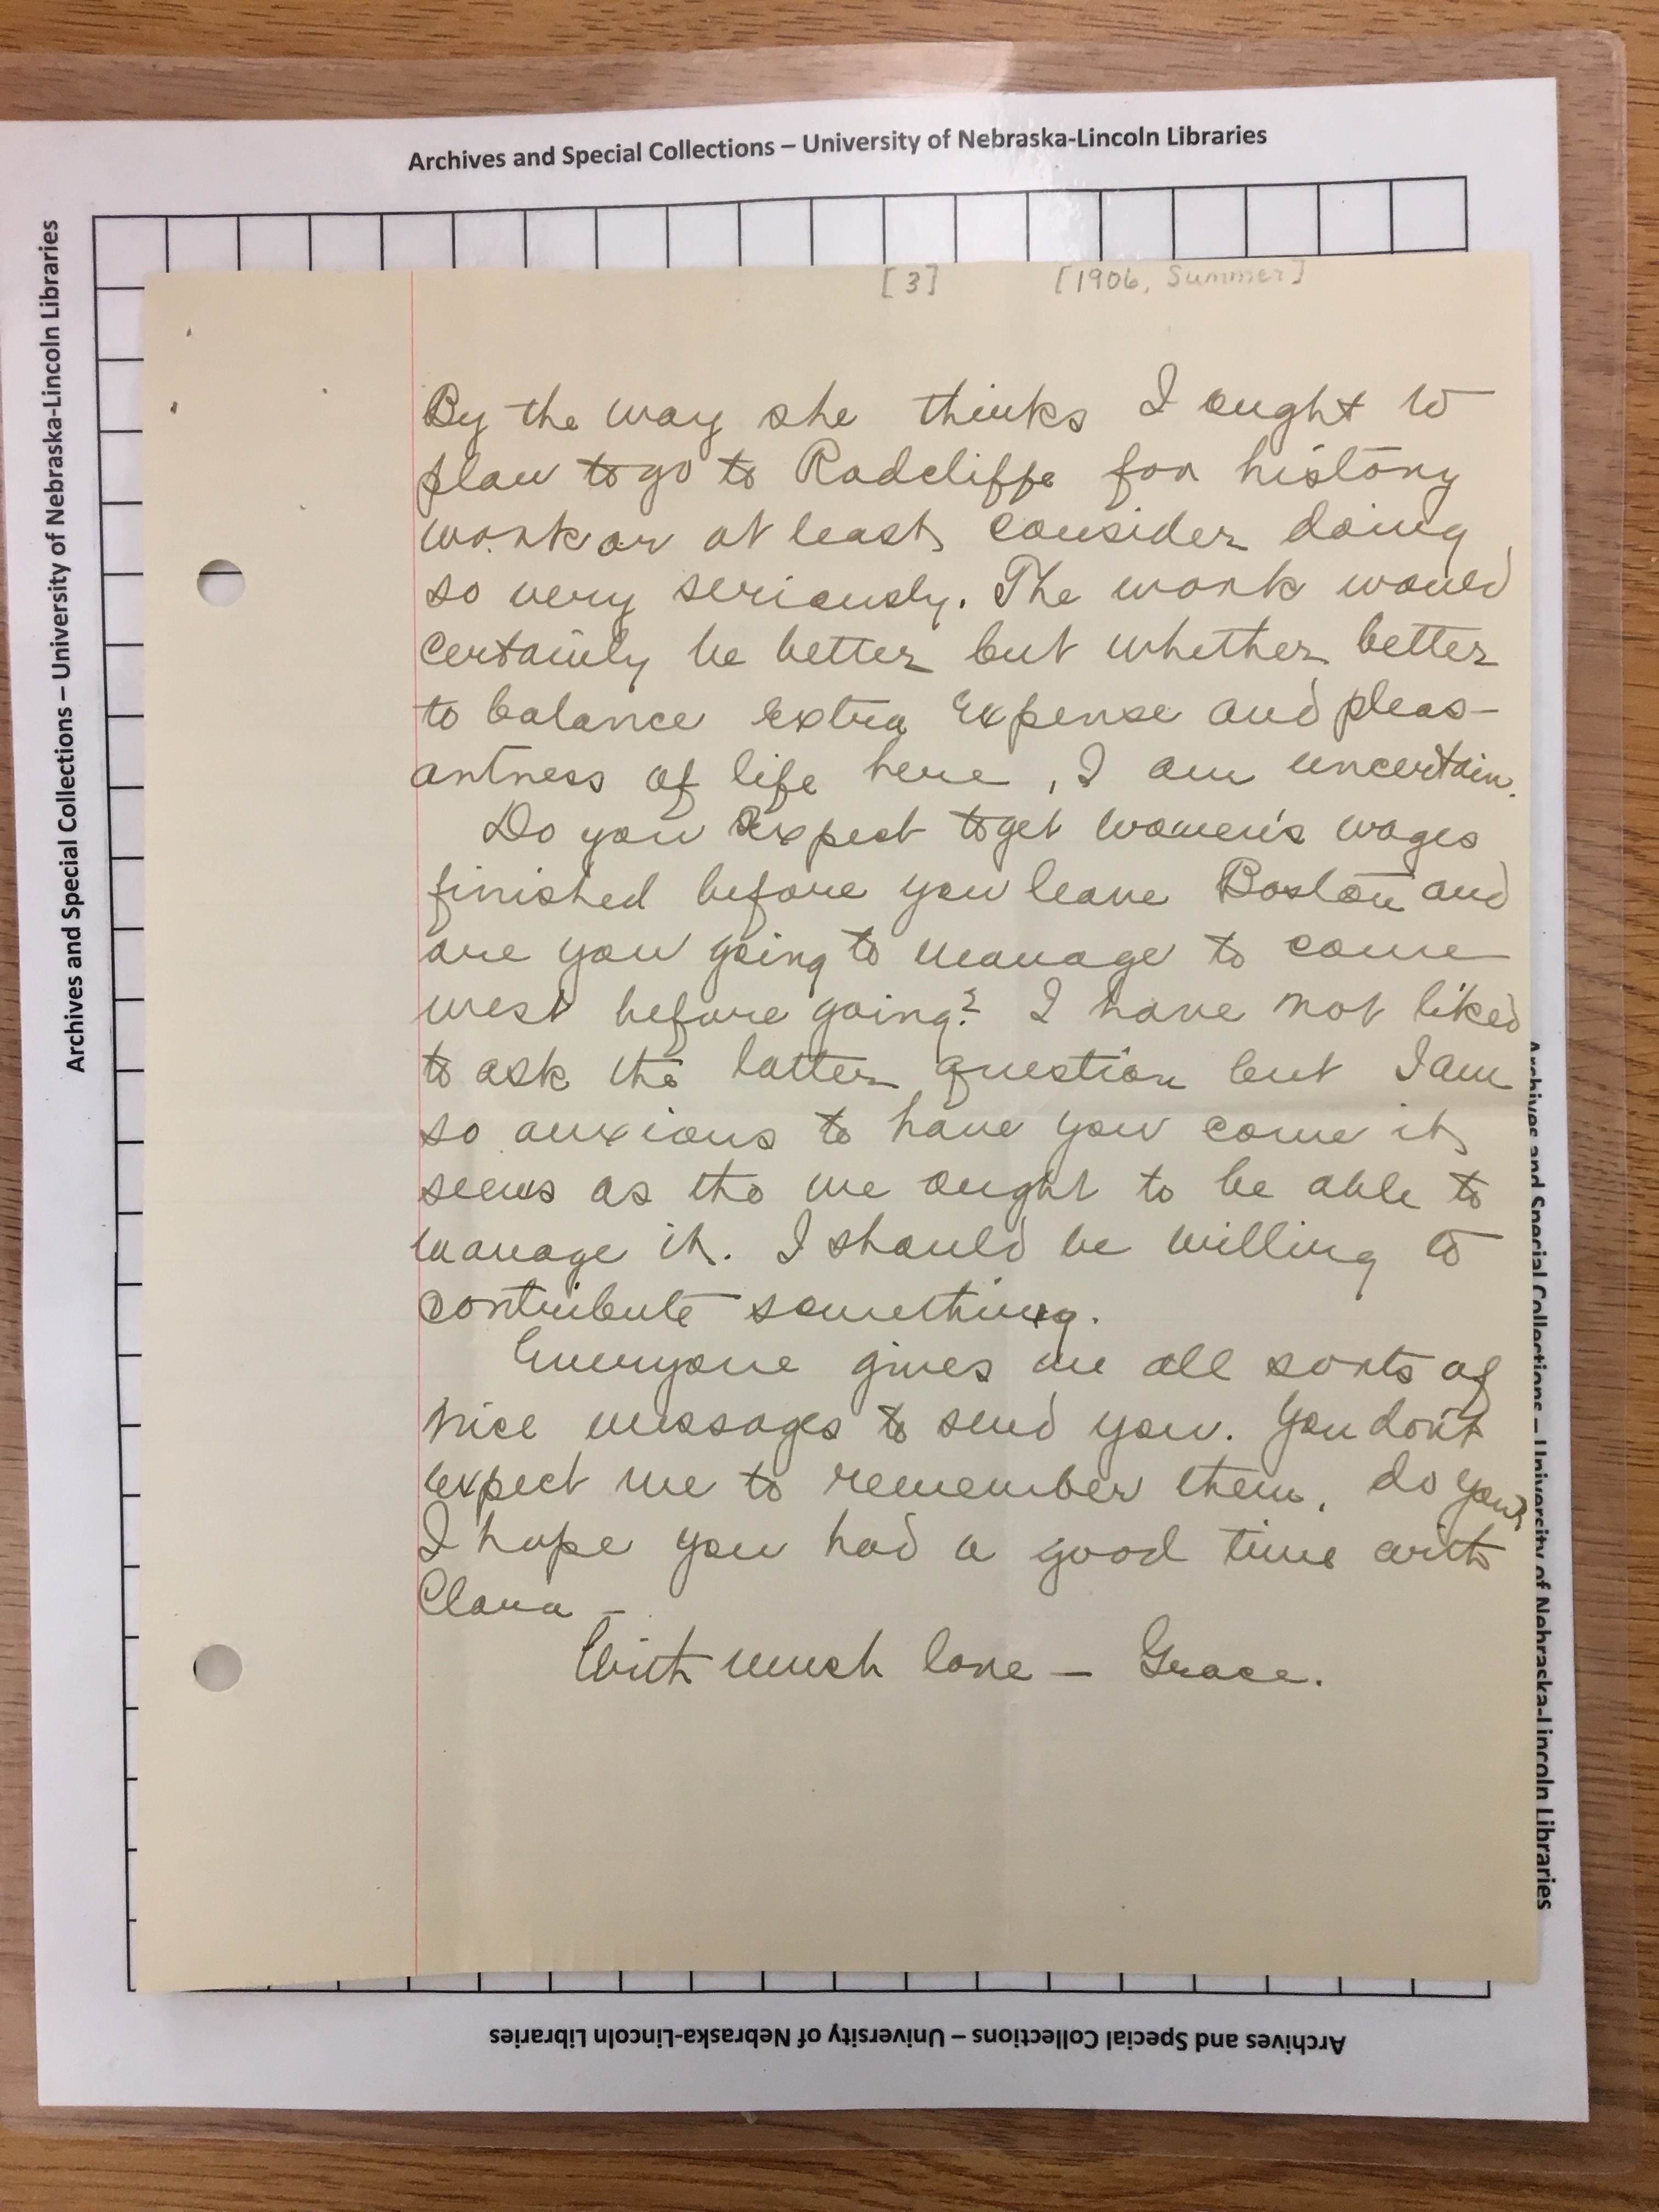 Archives and Special Collections – University of Nebraska-Lincoln Libraries
Archives and Special Collections – University of Nebraska-Lincoln Libraries
[3] [1906, Summer]
By the way she thinks I ought to
plan to go to Radcliffe for history
work or at least consider doing
so very seriously. The work would
certainly be better but whether better
to balance extra expense and pleas-
antness of life here, I am uncertain.
Do you expect to get women's wages
finished before you leave Boston and
are you going to manage to come
west before going? I have not liked
to ask the latter question but I am
so anxious to have you come it
seems as tho we ought to be able to
manage it. I should be willing to
contribute something.
Everyone gives me all sorts of
nice messages to send you. You don't
expect me to remember them, do you?
I hope you had a good time with
Clara –
With much love – Grace.
Archives and Special Collections – University of Nebraska-Lincoln Libraries
Archives and Special Collections – University of Nebraska-Lincoln Libraries